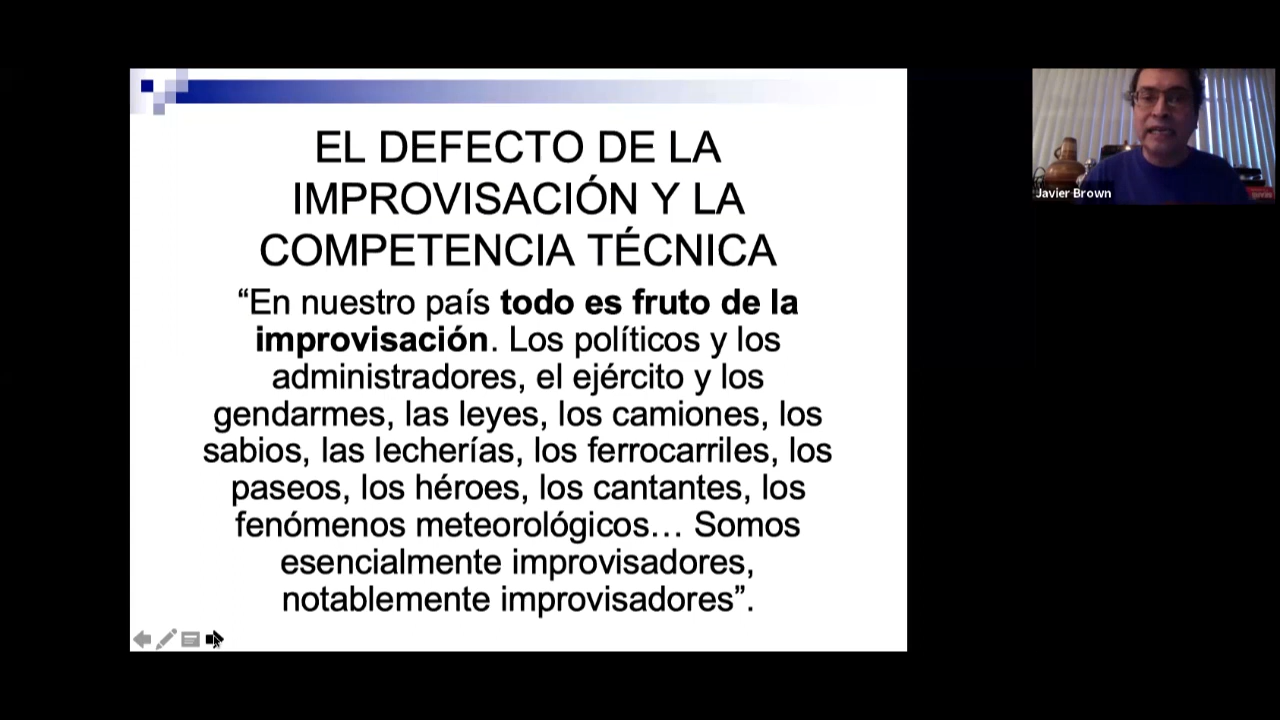 EL DEFECTO DE LA
IMPROVISACIÓN Y LA
COMPETENCIA TÉCNICA
“En nuestro país todo es fruto de la
improvisación. Los políticos y los
administradores, el ejército y los
gendarmes, las leyes, los camiones, los
sabios, las lecherías, los ferrocarriles, los
paseos, los héroes, los cantantes, los
fenómenos meteorológicos… Somos
esencialmente improvisadores,
notablemente improvisadores”.
Javier Brown